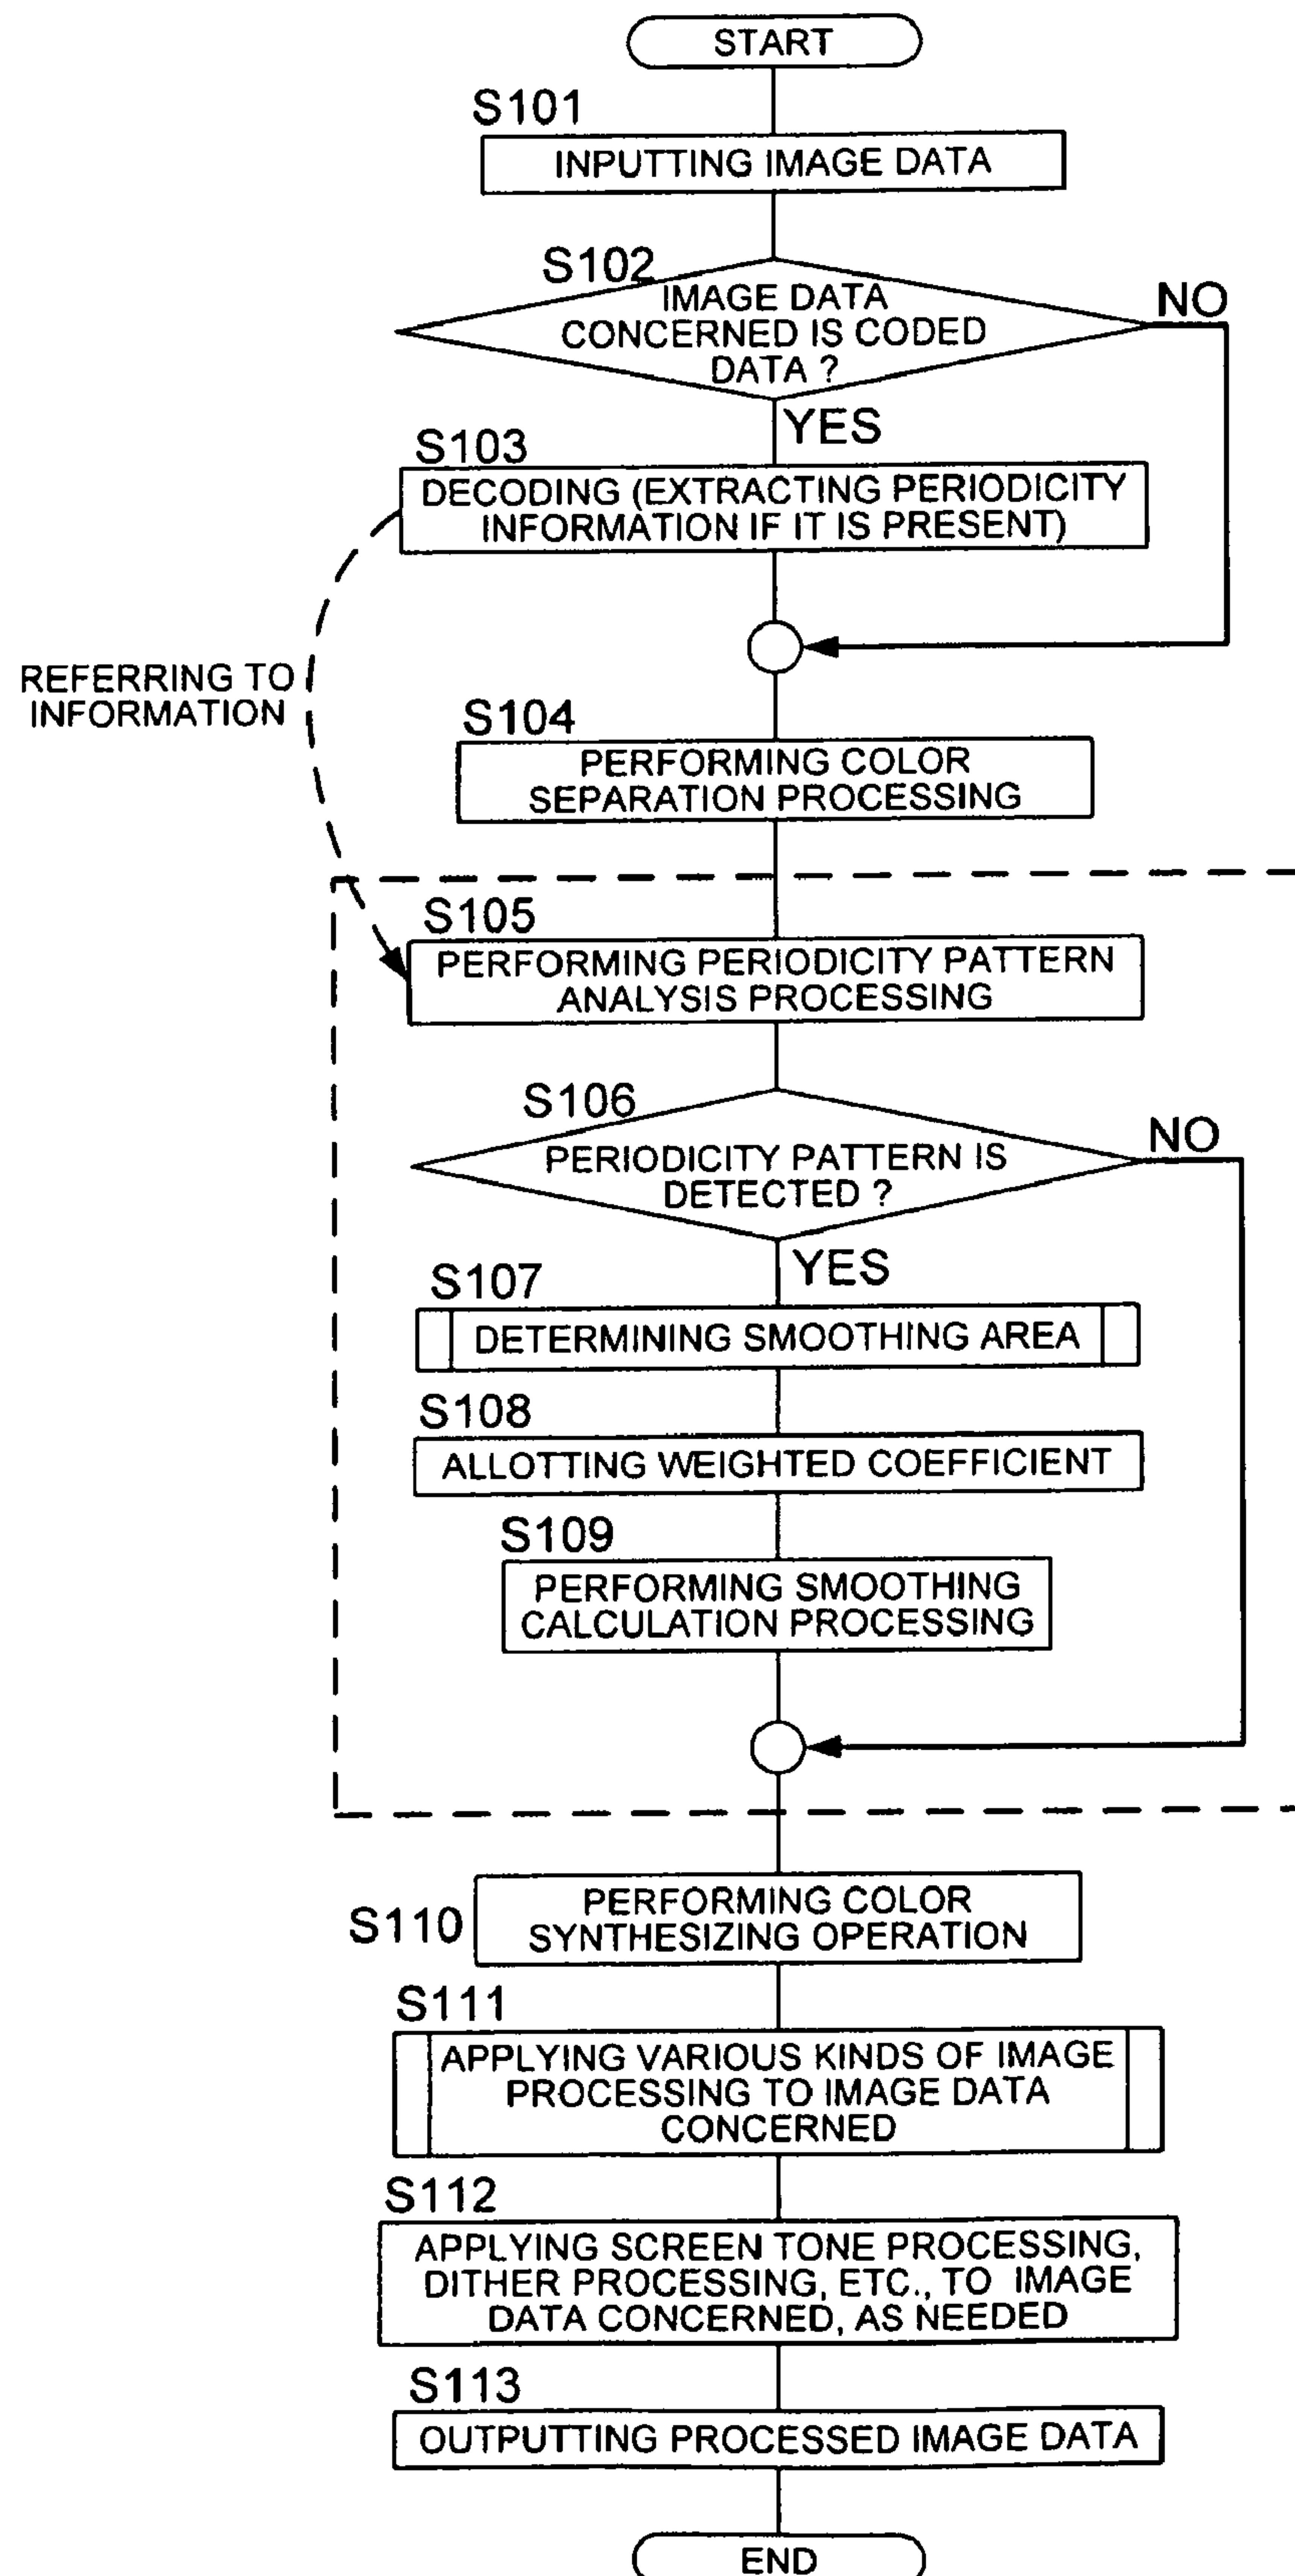 START
S101
INPUTTING IMAGE DATA
S102
IMAGE DATA
CONCERNED IS CODED
DATA ?
NO
YES
S103
DECODING (EXTRACTING PERIODICITY
INFORMATION IF IT IS PRESENT)
REFERRING TO
INFORMATION
S104
PERFORMING COLOR
SEPARATION PROCESSING
S105
PERFORMING PERIODICITY PATTERN
ANALYSIS PROCESSING
S106
PERIODICITY PATTERN IS
DETECTED ?
NO
YES
S107
DETERMINING SMOOTHING AREA
S108
ALLOTTING WEIGHTED COEFFICIENT
S109
PERFORMING SMOOTHING
CALCULATION PROCESSING
S110
PERFORMING COLOR
SYNTHESIZING OPERATION
S111
APPLYING VARIOUS KINDS OF IMAGE
PROCESSING TO IMAGE DATA
CONCERNED
S112
APPLYING SCREEN TONE PROCESSING,
DITHER PROCESSING, ETC., TO IMAGE
DATA CONCERNED, AS NEEDED
S113
OUTPUTTING PROCESSED IMAGE DATA
END